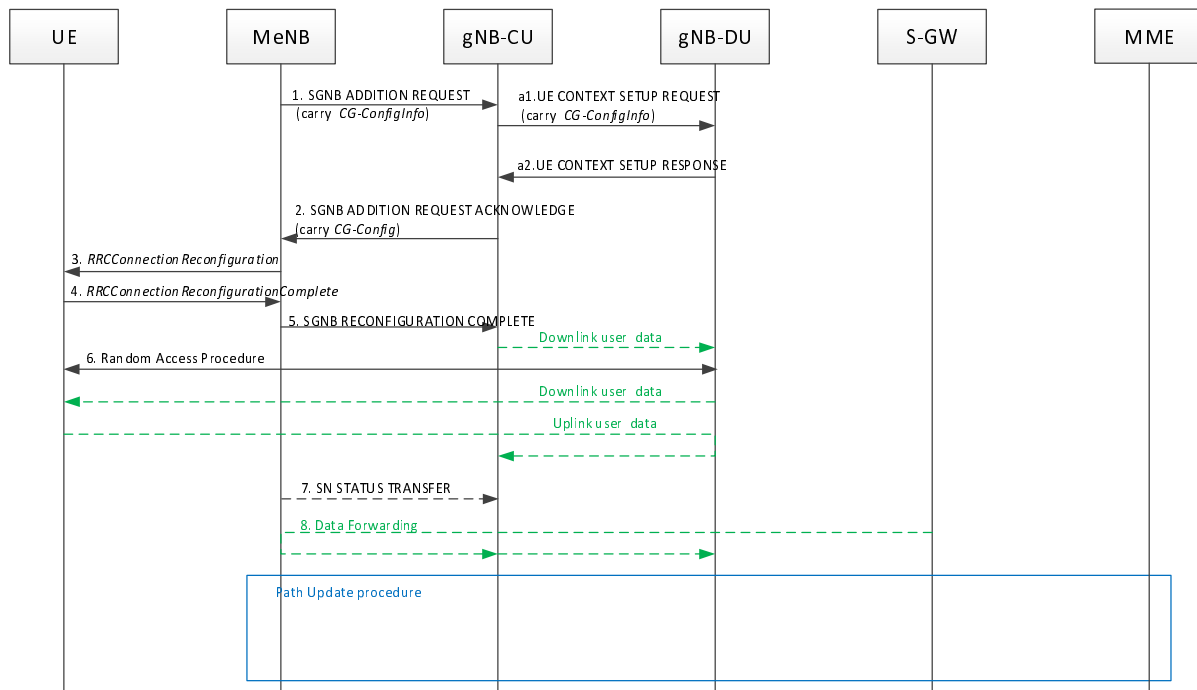 UE
MeNB
gNB-CU
gNB-DU
S-GW
MME
1. SGNB ADDITION REQUEST
(carry CG-ConfigInfo)
a1.UE CONTEXT SETUP REQUEST
(carry CG-ConfigInfo)
a2.UE CONTEXT SETUP RESPONSE
2. SGNB ADDITION REQUEST ACKNOWLEDGE
(carry CG-Config)
3. RRCConnectionReconfiguration
4. RRCConnectionReconfigurationComplete
5. SGNB RECONFIGURATION COMPLETE
Downlink user data
6. Random Access Procedure
Downlink user data
Uplink user data
7. SN STATUS TRANSFER
8. Data Forwarding
Path Update procedure